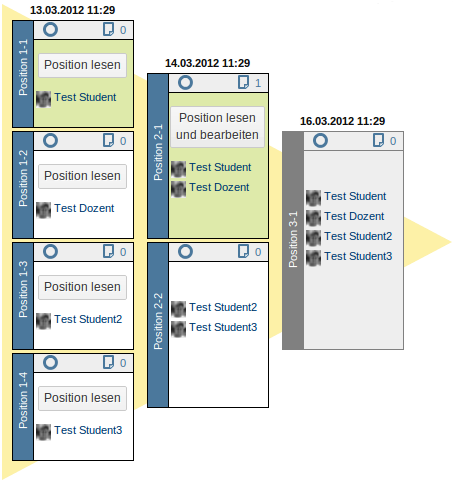 13.03.2012 11:29
Position 1-1
0
Position lesen
Test Student
Position 1-2
0
Position lesen
Test Dozent
Position 1-3
0
Position lesen
Test Student2
Position 1-4
0
Position lesen
Test Student3
14.03.2012 11:29
Position 2-1
1
Position lesen
und bearbeiten
Test Student
Test Dozent
Position 2-2
0
Test Student2
Test Student3
16.03.2012 11:29
Position 3-1
0
Test Student
Test Dozent
Test Student2
Test Student3